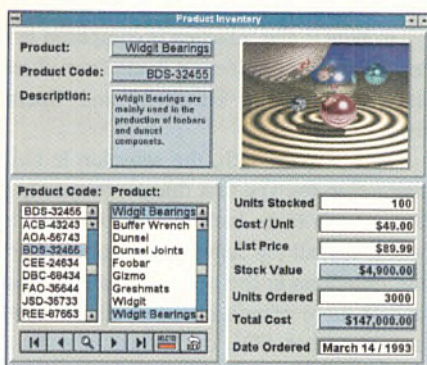 Product Inventory
Product: Widgit Bearings
Product Code: BDS-32455
Description: Widgit Bearings are
mainly used in the
production of foobars
and duncel
componets.
Product Code: Product:
BDS-32455 Widgit Bearings
ACB-43243 Buffer Wrench
AOA-56743 Dunsel
BDS-32455 Dunsel Joints
CEE-24634 Foobar
DBC-68434 Gizmo
FAO-35644 Greshmats
JSD-35733 Widgit
REE-87653 Widgit Bearings
Units Stocked 100
Cost / Unit $49.00
List Price $89.99
Stock Value $4,900.00
Units Ordered 3000
Total Cost $147,000.00
Date Ordered March 14 / 1993